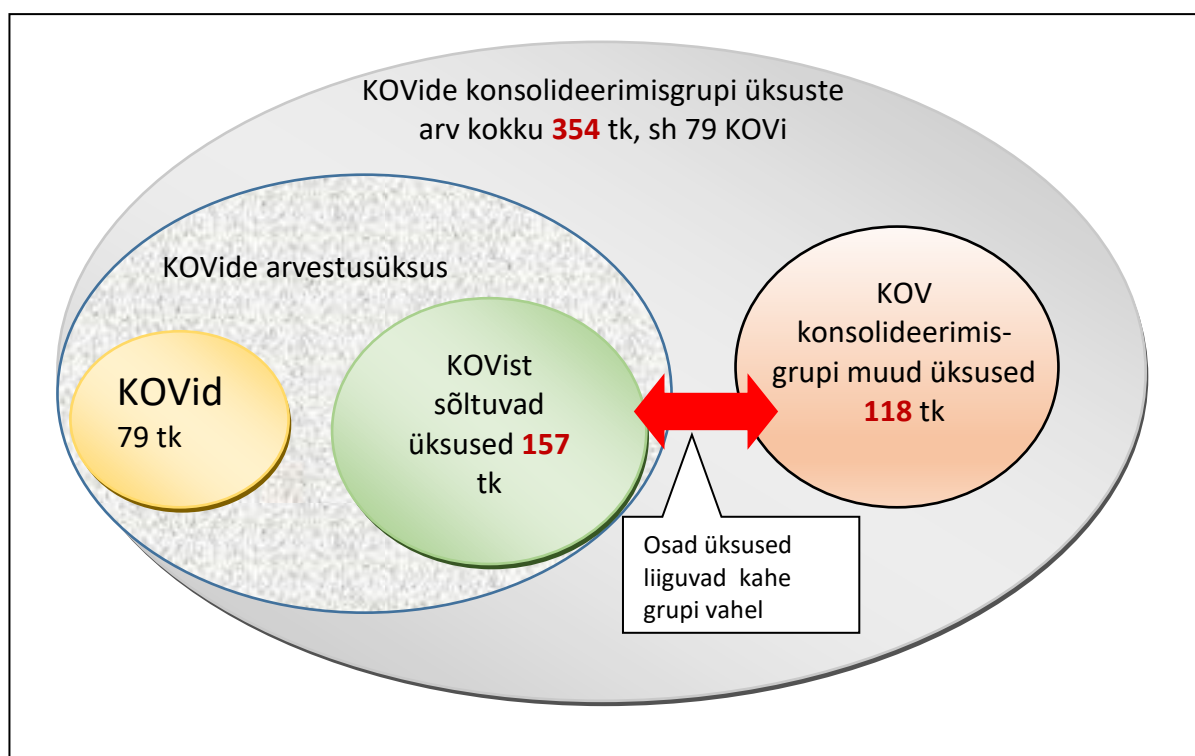 KOVide konsolideerimisgrupi üksuste
arv kokku 354 tk, sh 79 KOVi
KOVide arvestusüksus
KOVid
79 tk
KOVist
sõltuvad
üksused 157
tk
KOV
konsolideerimis-
grupi muud üksused
118 tk
Osad üksused
liiguvad kahe
grupi vahel